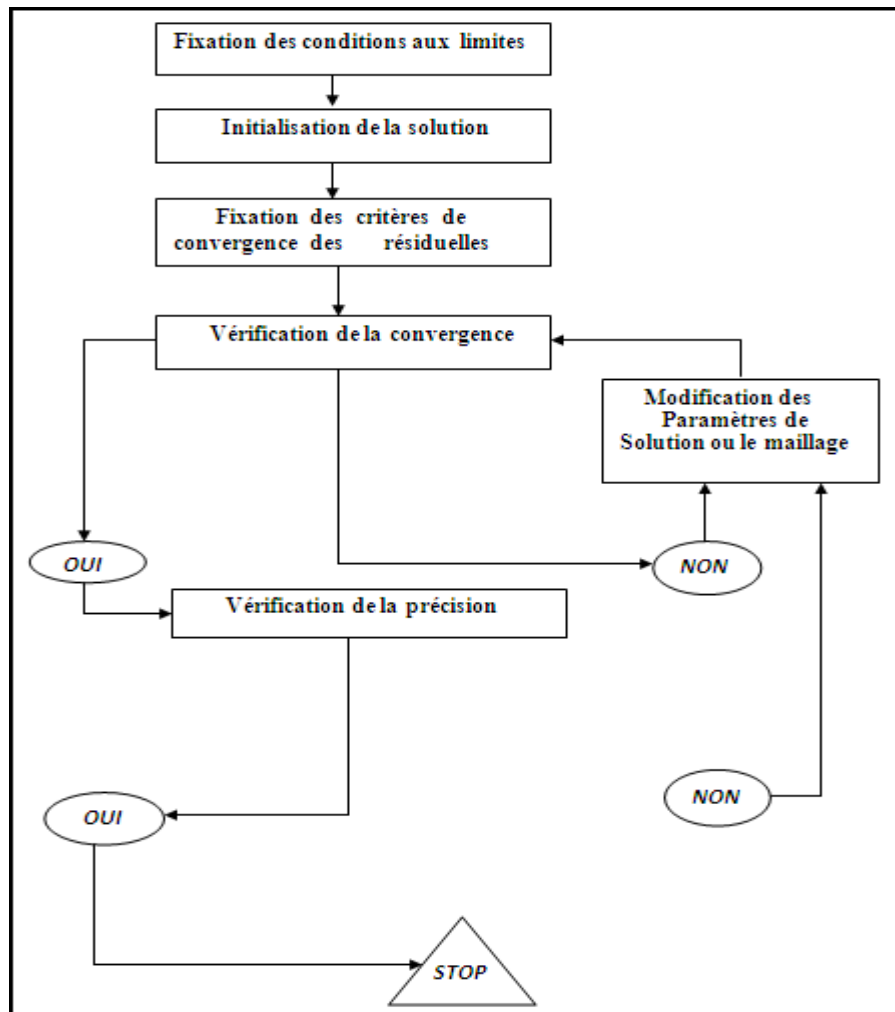 Fixation des conditions aux limites
Initialisation de la solution
Fixation des critères de
convergence des résiduelles
Vérification de la convergence
Modification des
Paramètres de
Solution ou le maillage
OUI
NON
Vérification de la précision
OUI
NON
STOP